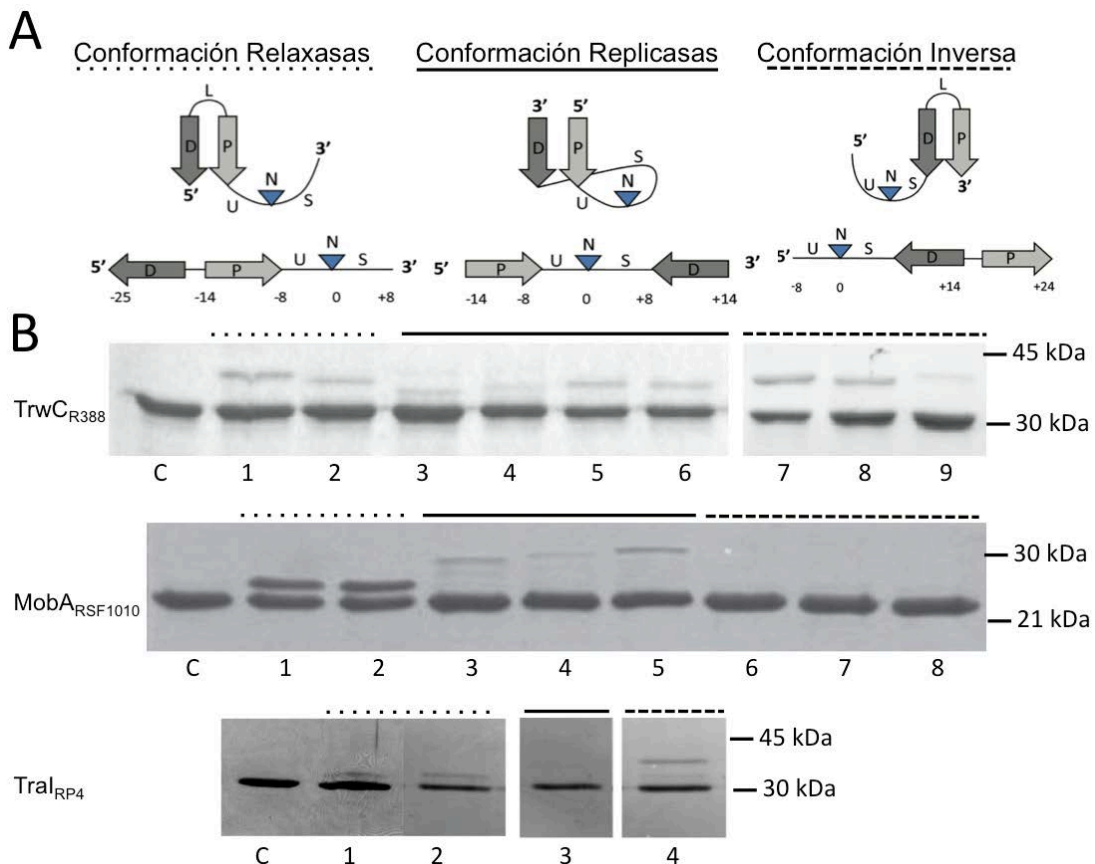 A
Conformación Relaxasas
Conformación Replicasas
Conformación Inversa
L
D
P
5'
U
N
S
3'
3'
5'
D
P
S
N
U
L
5'
D
P
U
N
S
3'
5'
D
P
U
N
S
3'
-25
-14
-8
0
+8
5'
P
U
N
S
D
3'
-14
-8
0
+8
+14
5'
U
N
S
D
P
3'
-8
0
+14
+24
B
TrwC R388
45 kDa
30 kDa
C 1 2 3 4 5 6 7 8 9
MobA RSF1010
30 kDa
21 kDa
C 1 2 3 4 5 6 7 8
TraI RP4
45 kDa
30 kDa
C 1 2 3 4